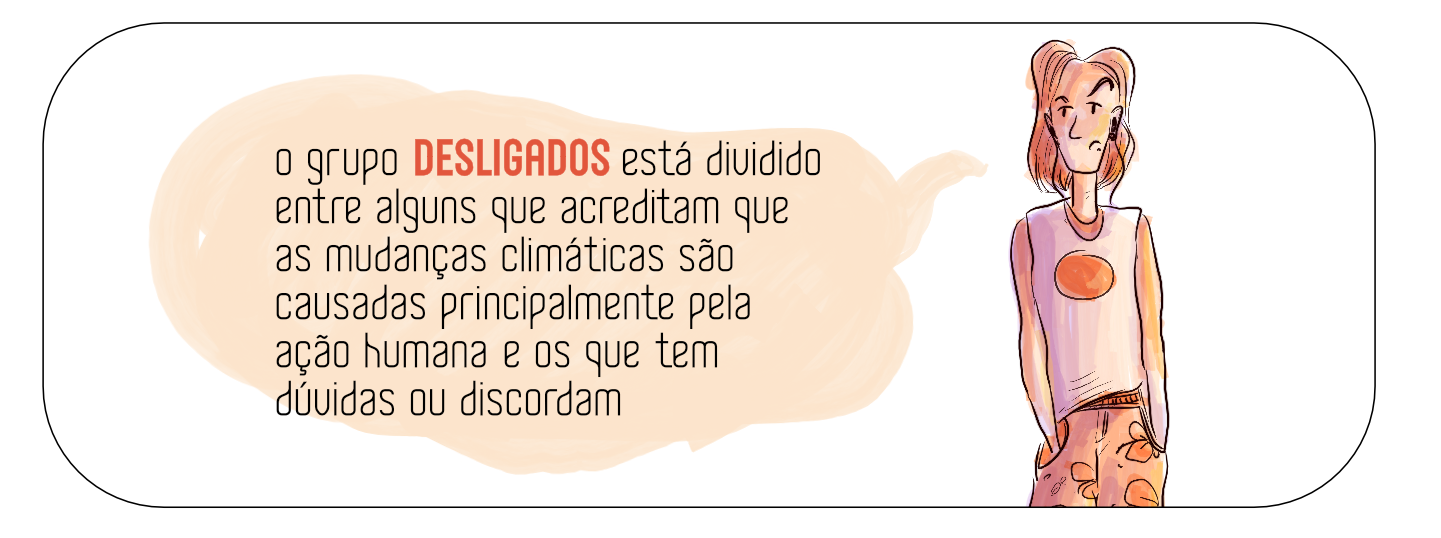 o grupo DESLIGADOS está dividido
entre alguns que acreditam que
as mudanças climáticas são
causadas principalmente pela
ação humana e os que tem
dúvidas ou discordam